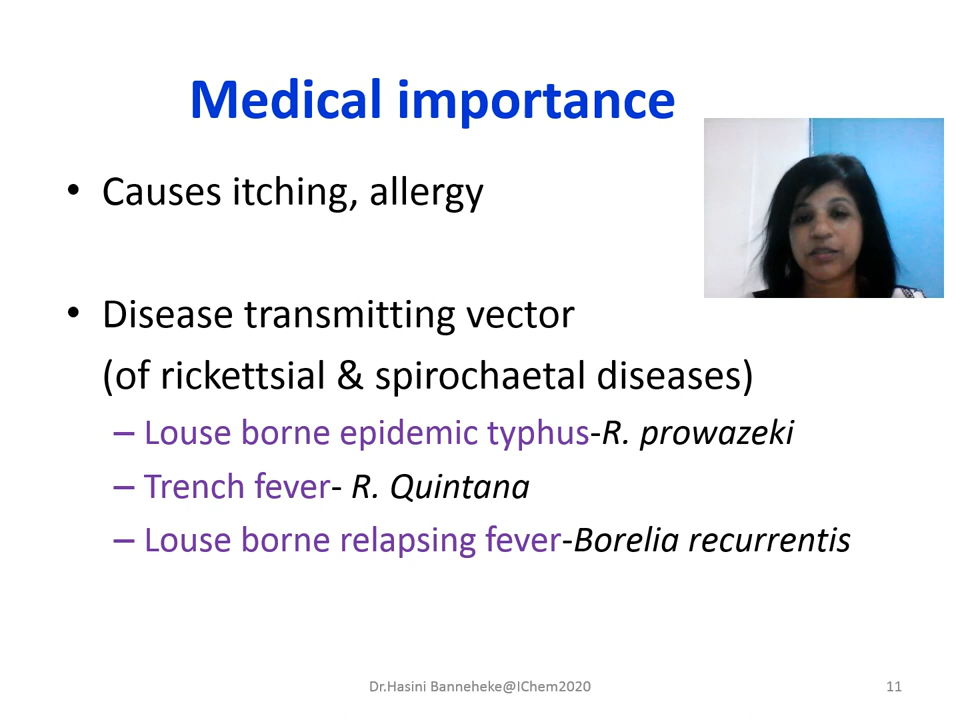 Medical importance
• Causes itching, allergy
• Disease transmitting vector
(of rickettsial & spirochaetal diseases)
– Louse borne epidemic typhus-R. prowazeki
– Trench fever- R. Quintana
– Louse borne relapsing fever-Borelia recurrentis
Dr.Hasini Banneheke@IChem2020
11